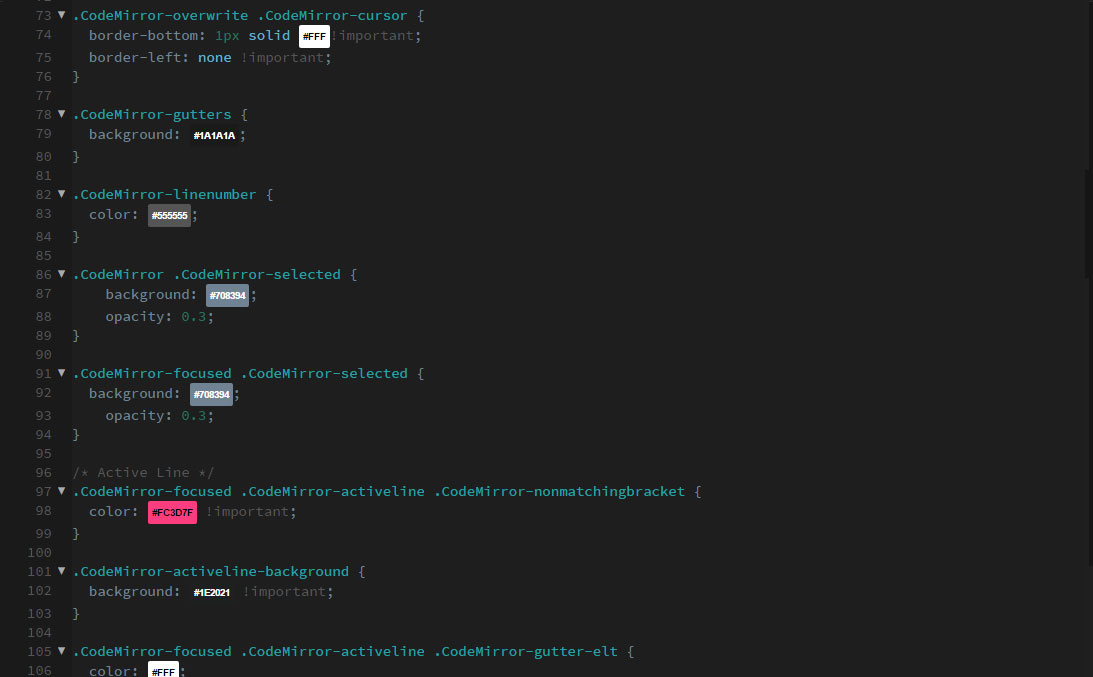 73 ▼ .CodeMirror-overwrite .CodeMirror-cursor {
74 border-bottom: 1px solid #FFF !important;
75 border-left: none !important;
76 }
77
78 ▼ .CodeMirror-gutters {
79 background: #1A1A1A ;
80 }
81
82 ▼ .CodeMirror-linenumber {
83 color: #555555 ;
84 }
85
86 ▼ .CodeMirror .CodeMirror-selected {
87 background: #708394 ;
88 opacity: 0.3;
89 }
90
91 ▼ .CodeMirror-focused .CodeMirror-selected {
92 background: #708394 ;
93 opacity: 0.3;
94 }
95
96 /* Active Line */
97 ▼ .CodeMirror-focused .CodeMirror-activeline .CodeMirror-nonmatchingbracket {
98 color: #FC3D7F !important;
99 }
100
101 ▼ .CodeMirror-activeline-background {
102 background: #1E2021 !important;
103 }
104
105 ▼ .CodeMirror-focused .CodeMirror-activeline .CodeMirror-gutter-elt {
106 color: #FFF ;